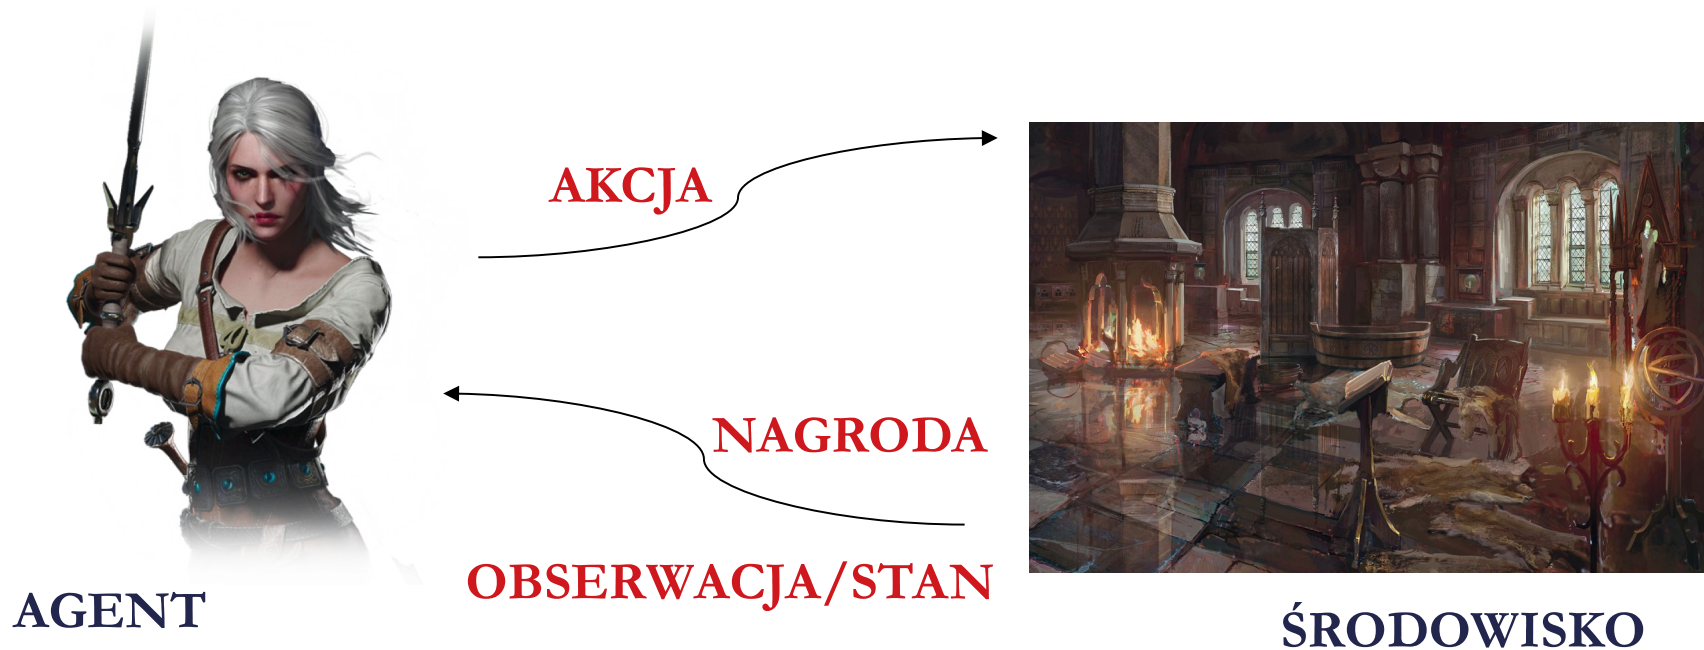 AKCJA
NAGRODA
OBSERWACJA/STAN
AGENT
ŚRODOWISKO